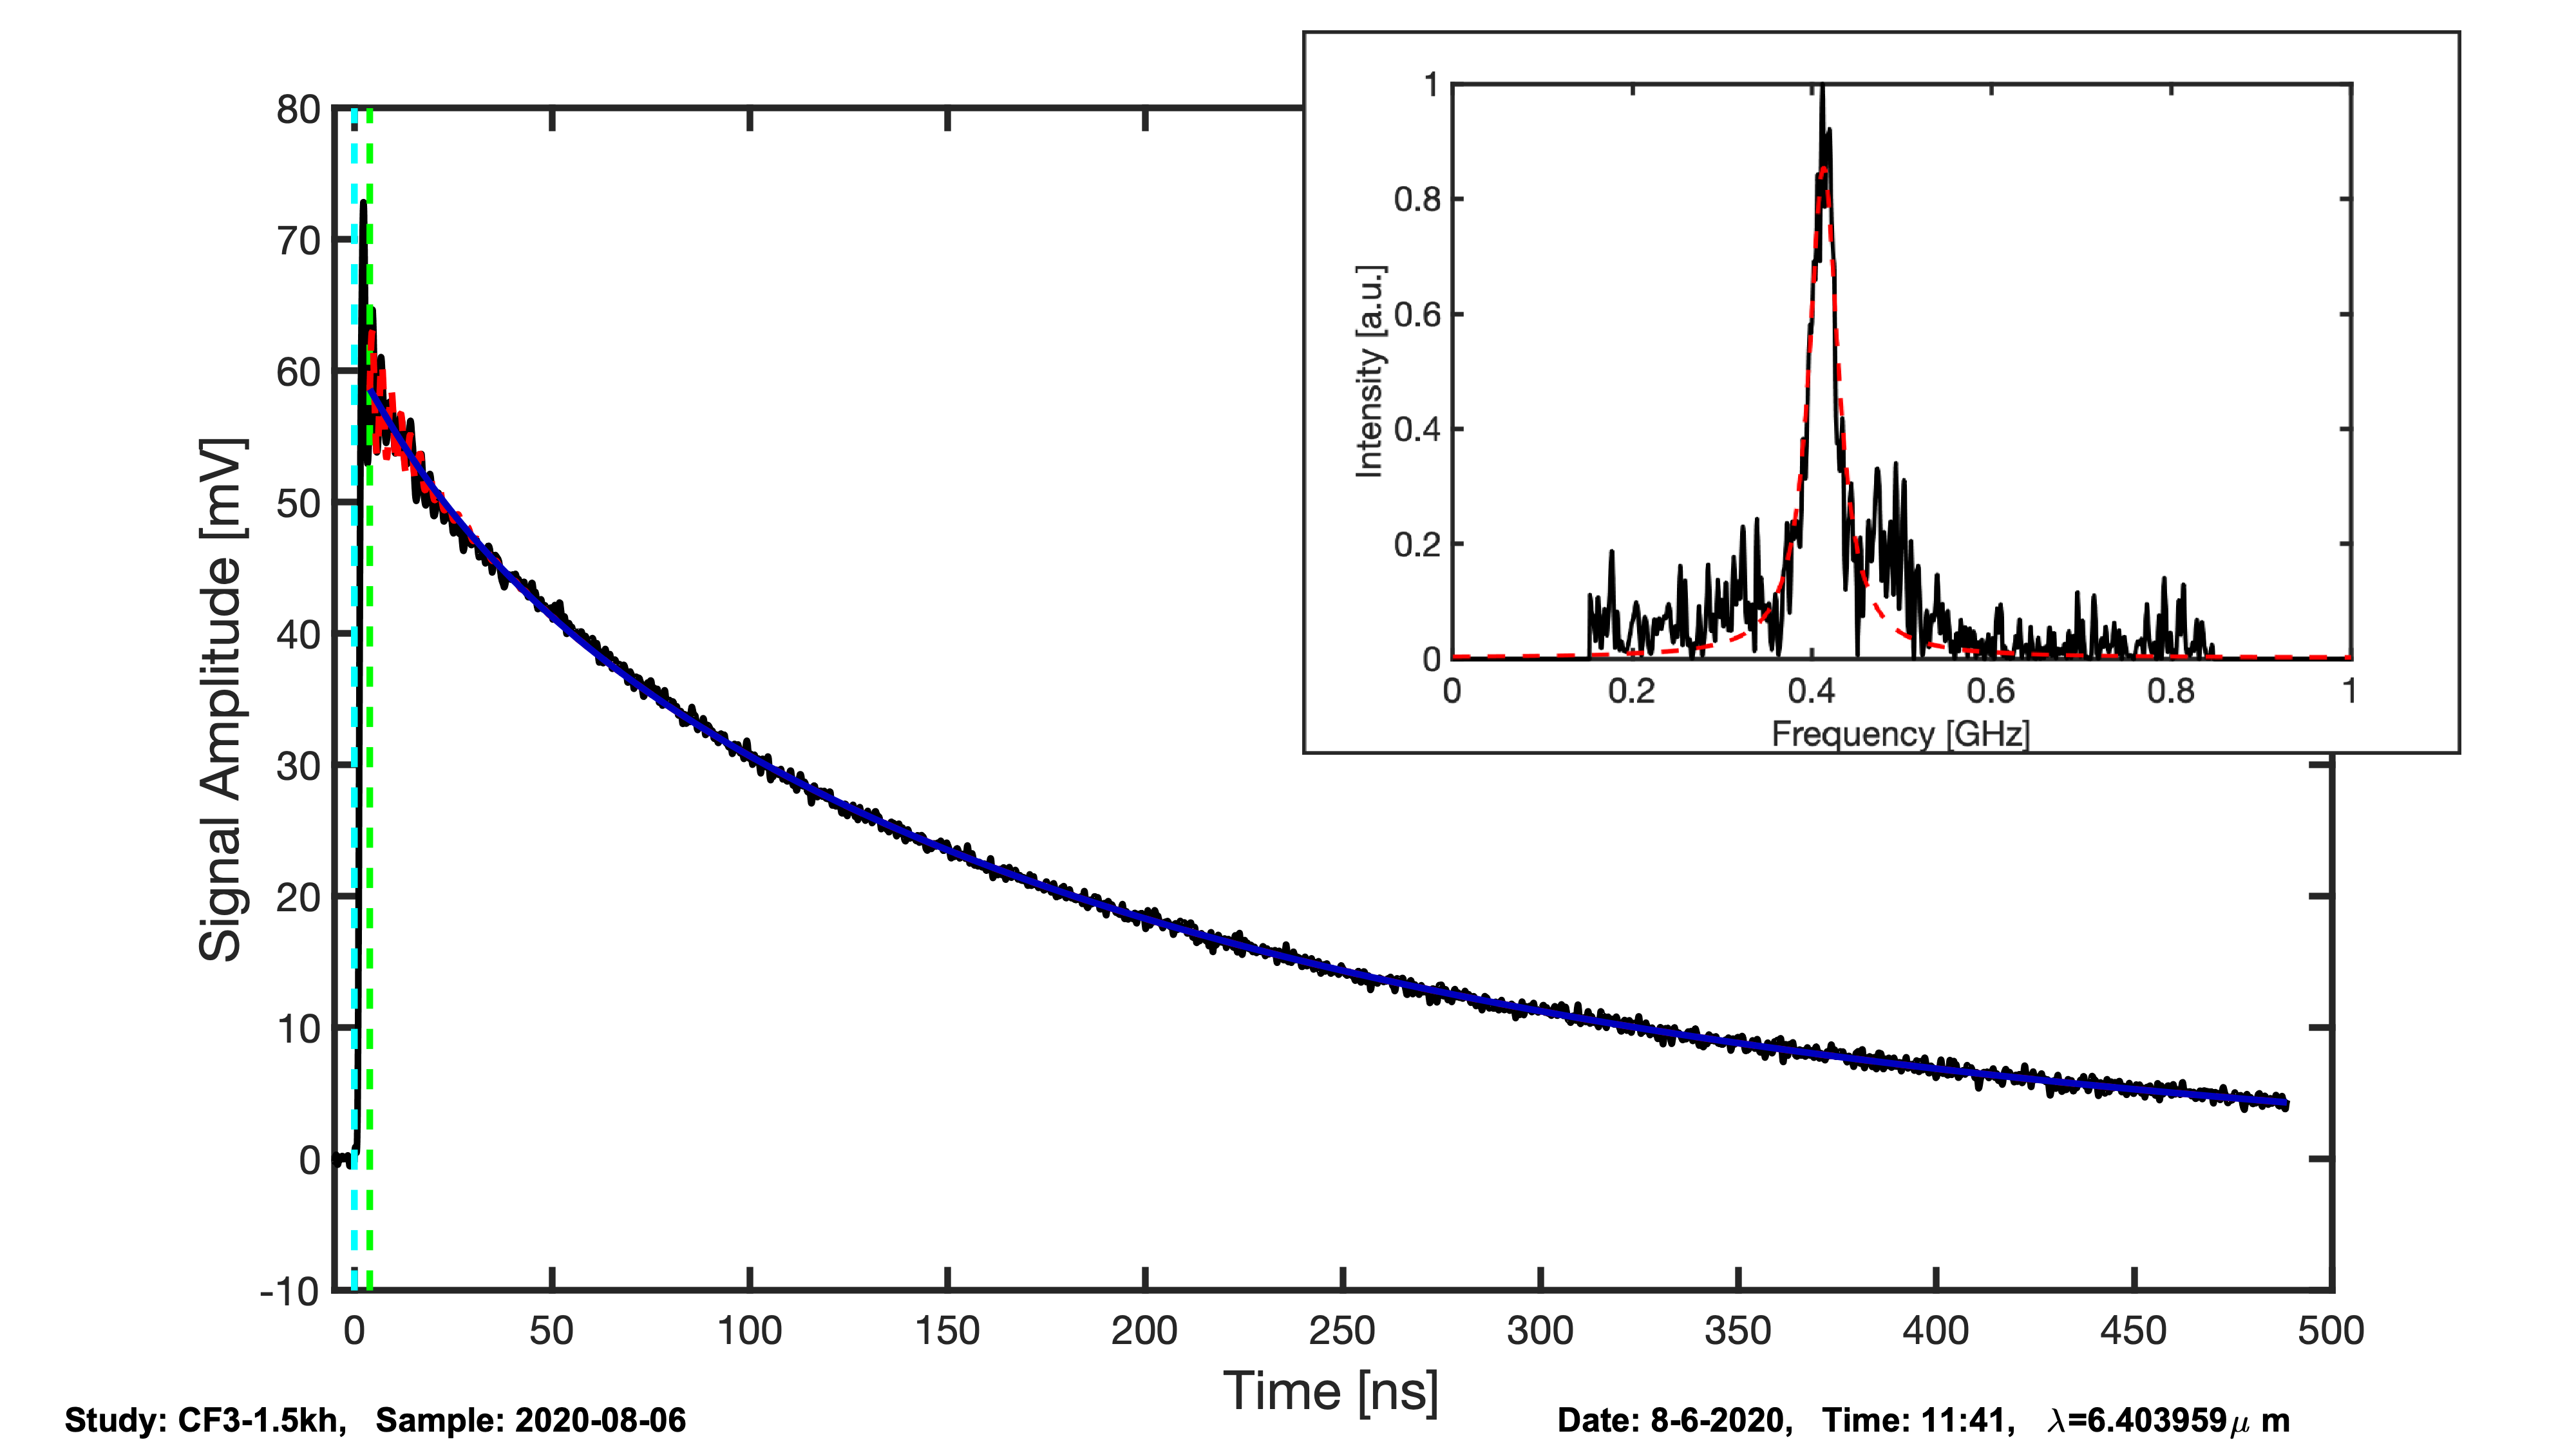 1
0.8
0.6
0.4
0.2
0
Intensity [a.u.]
0 0.2 0.4 0.6 0.8 1
Frequency [GHz]
80
70
60
50
40
30
20
10
0
-10
Signal Amplitude [mV]
0 50 100 150 200 250 300 350 400 450 500
Time [ns]
Study: CF3-1.5kh, Sample: 2020-08-06
Date: 8-6-2020, Time: 11:41, λ=6.403959μ m